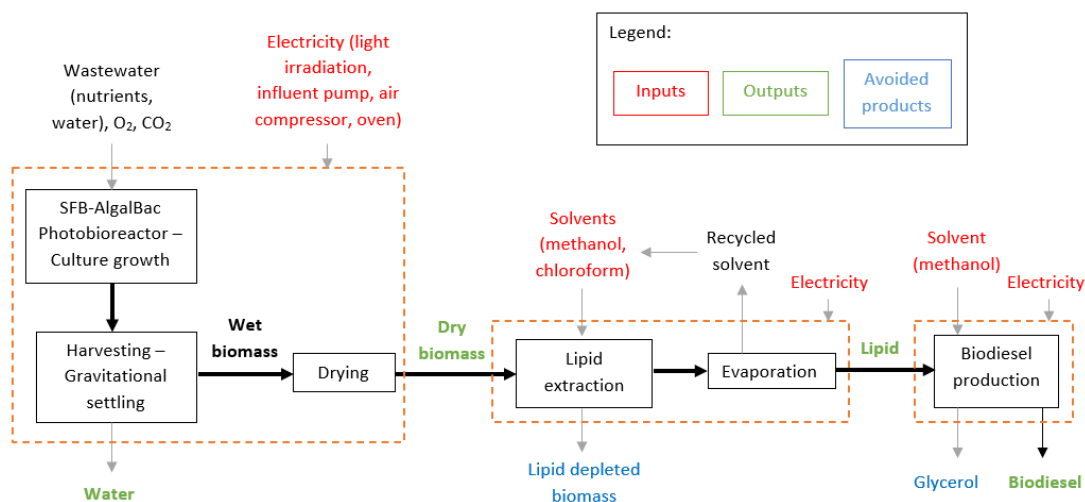 Legend:
Inputs
Outputs
Avoided
products
Wastewater
(nutrients,
water), O₂, CO₂
Electricity (light
irradiation,
influent pump, air
compressor, oven)
SFB-AlgalBac
Photobioreactor –
Culture growth
Harvesting –
Gravitational
settling
Water
Wet
biomass
Drying
Dry
biomass
Solvents
(methanol,
chloroform)
Recycled
solvent
Electricity
Lipid
extraction
Evaporation
Lipid depleted
biomass
Lipid
Solvent
(methanol)
Electricity
Biodiesel
production
Glycerol
Biodiesel